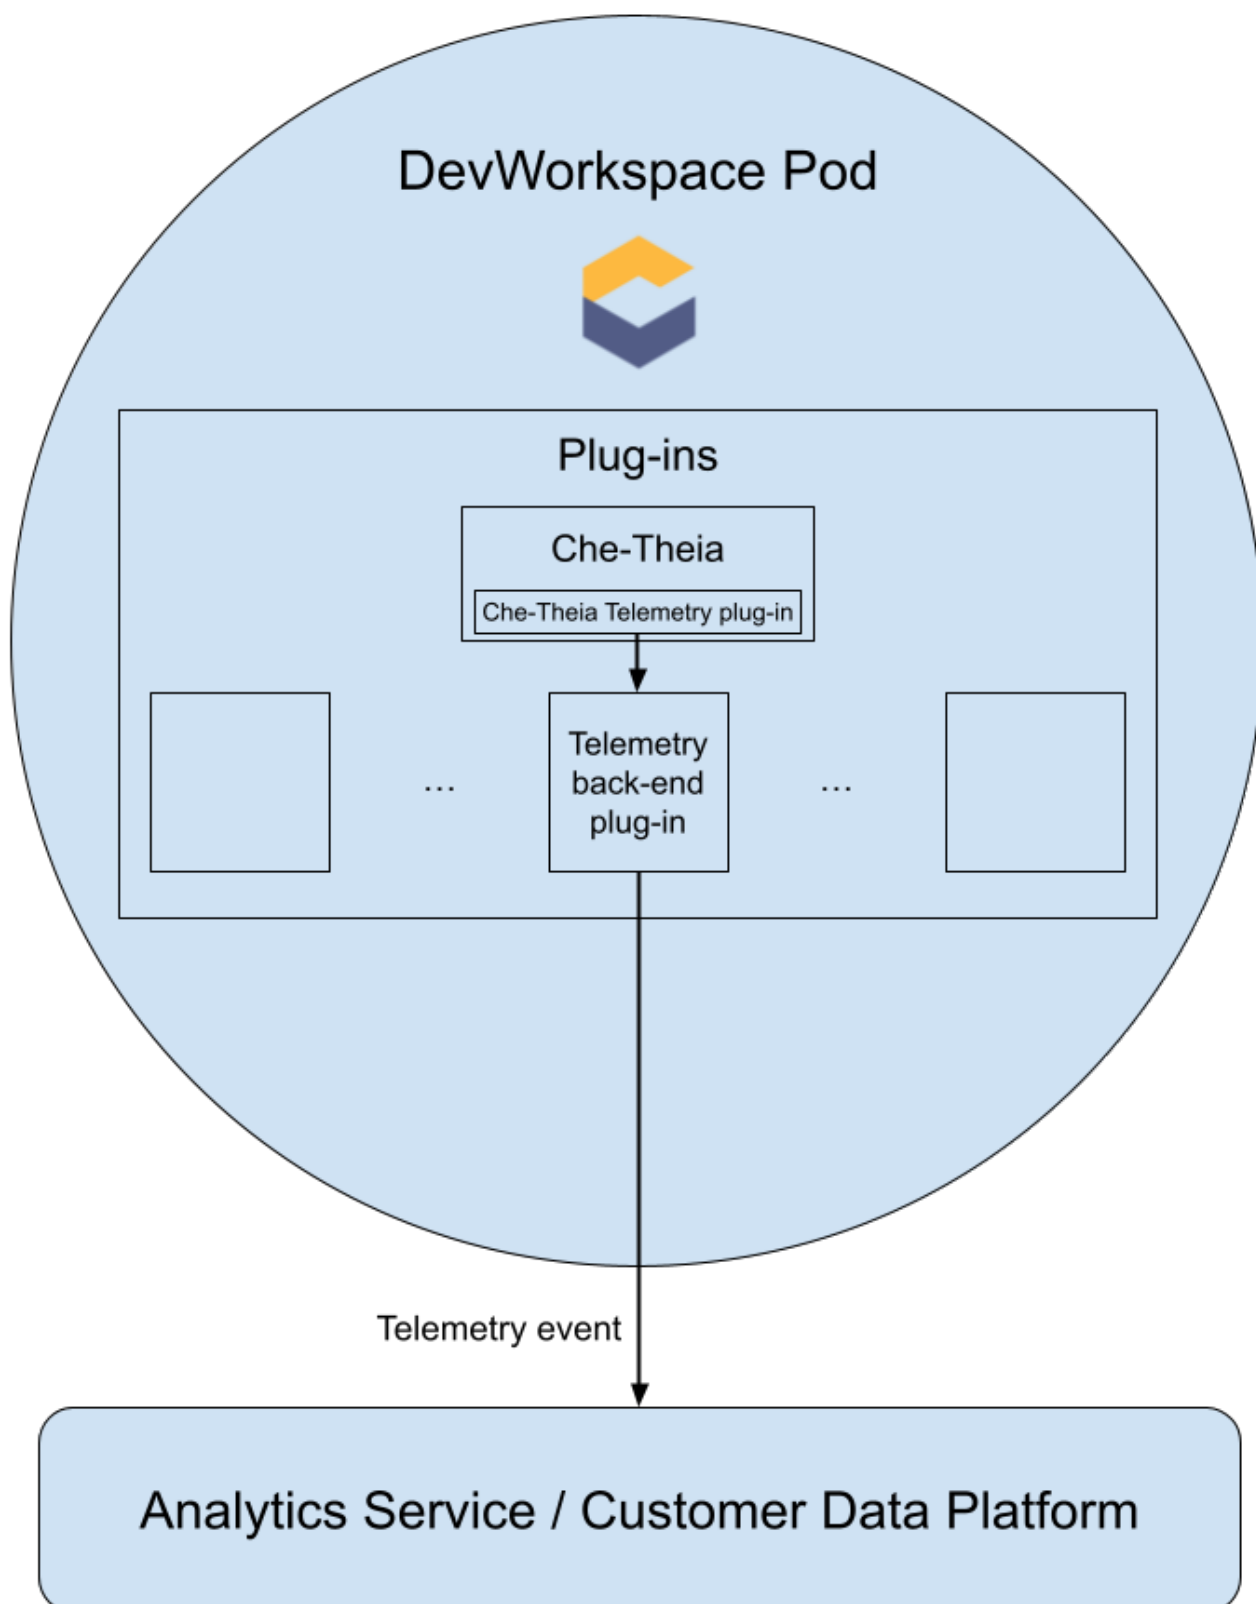 DevWorkspace Pod
Plug-ins
Che-Theia
Che-Theia Telemetry plug-in
...
Telemetry
back-end
plug-in
...
Telemetry event
Analytics Service / Customer Data Platform